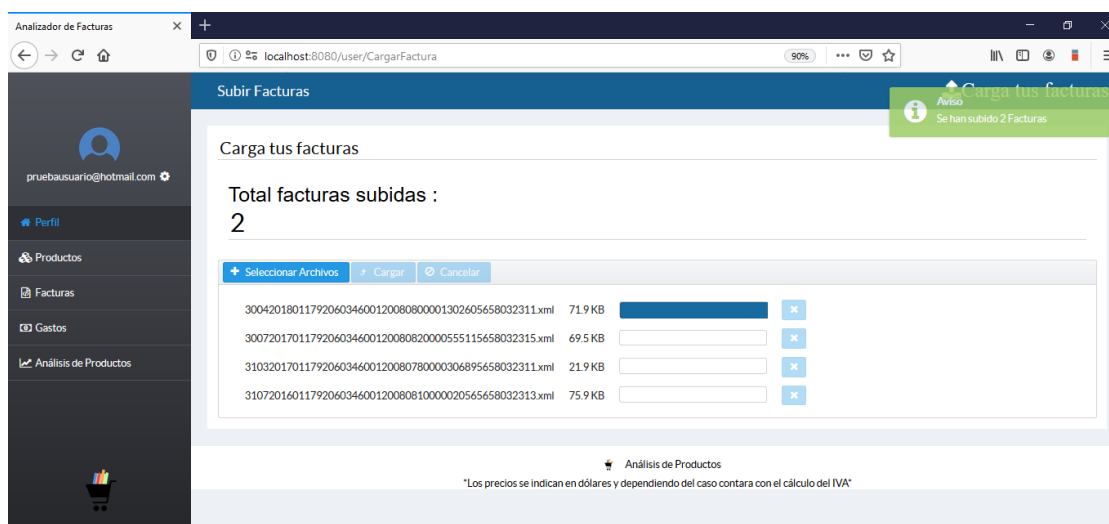 Analizador de Facturas
localhost:8080/user/CargarFactura
90%
Subir Facturas
Carga tus facturas
Aviso
Se han subido 2 Facturas
pruebausuario@hotmail.com
Perfil
Productos
Facturas
Gastos
Análisis de Productos
Carga tus facturas
Total facturas subidas :
2
Seleccionar Archivos
Cargar
Cancelar
3004201801179206034600120080800001302605658032311.xml 71.9 KB
3007201701179206034600120080820000555115658032315.xml 69.5 KB
3103201701179206034600120080780000306895658032311.xml 21.9 KB
3107201601179206034600120080810000020565658032313.xml 75.9 KB
Análisis de Productos
*Los precios se indican en dólares y dependiendo del caso contara con el cálculo del IVA*